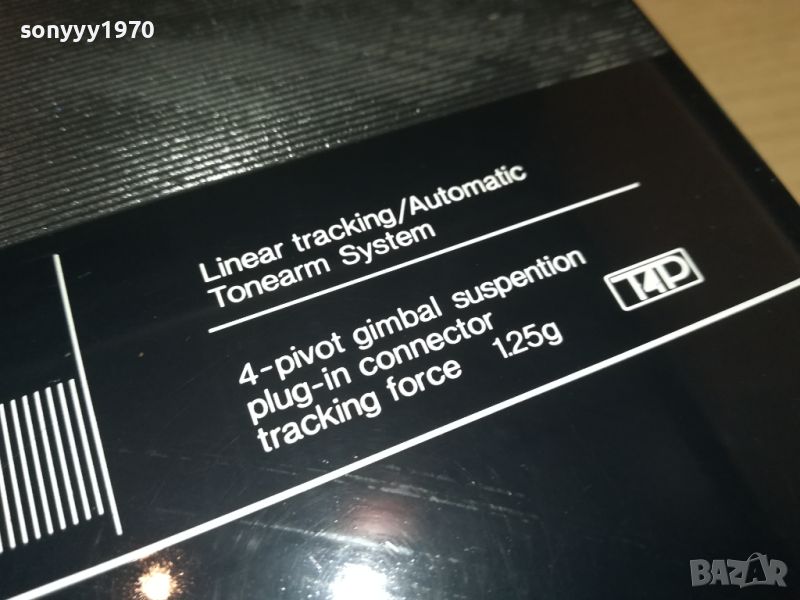 sonyyy1970
Linear tracking/Automatic
Tonearm System
4-pivot gimbal suspention
plug-in connector
tracking force 1.25g
T4P
BAZAR